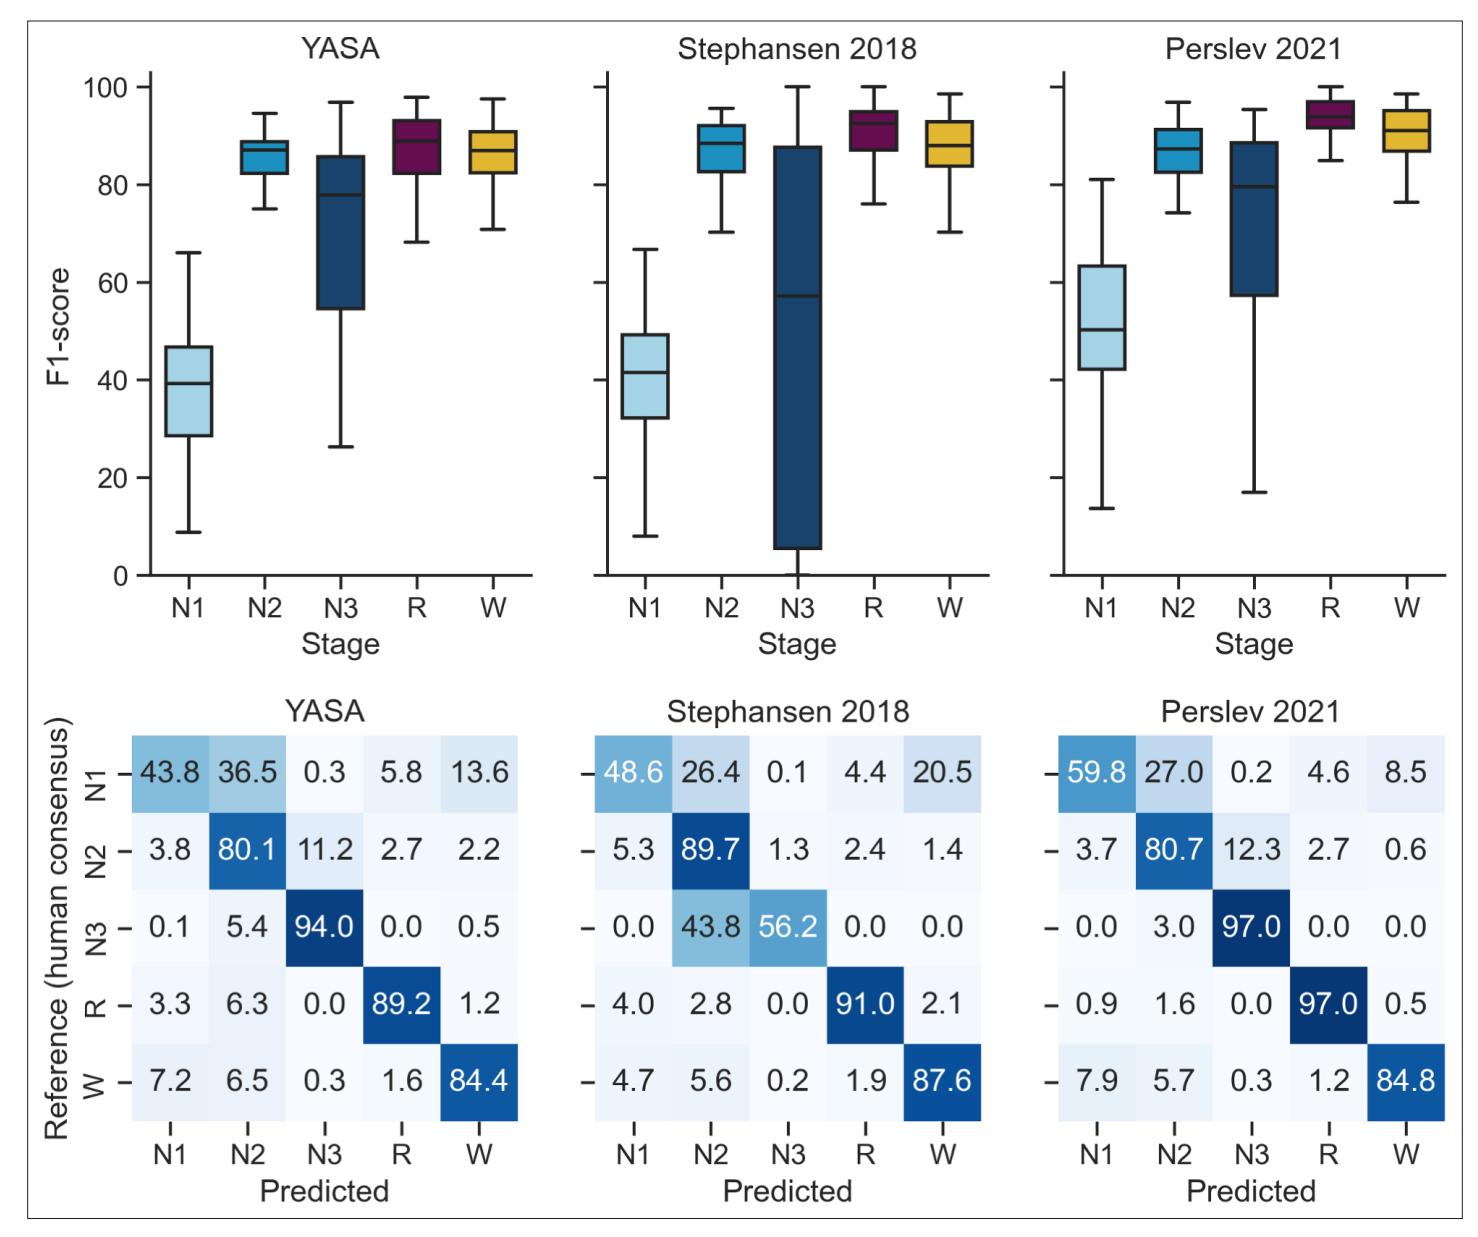 YASA Stephansen 2018 Perslev 2021
F1-score
100
80
60
40
20
0
N1 N2 N3 R W N1 N2 N3 R W N1 N2 N3 R W
Stage Stage Stage
YASA Stephansen 2018 Perslev 2021
Reference (human consensus)
N1 43.8 36.5 0.3 5.8 13.6 48.6 26.4 0.1 4.4 20.5 59.8 27.0 0.2 4.6 8.5
N2 3.8 80.1 11.2 2.7 2.2 5.3 89.7 1.3 2.4 1.4 3.7 80.7 12.3 2.7 0.6
N3 0.1 5.4 94.0 0.0 0.5 0.0 43.8 56.2 0.0 0.0 0.0 3.0 97.0 0.0 0.0
R 3.3 6.3 0.0 89.2 1.2 4.0 2.8 0.0 91.0 2.1 0.9 1.6 0.0 97.0 0.5
W 7.2 6.5 0.3 1.6 84.4 4.7 5.6 0.2 1.9 87.6 7.9 5.7 0.3 1.2 84.8
N1 N2 N3 R W N1 N2 N3 R W N1 N2 N3 R W
Predicted Predicted Predicted